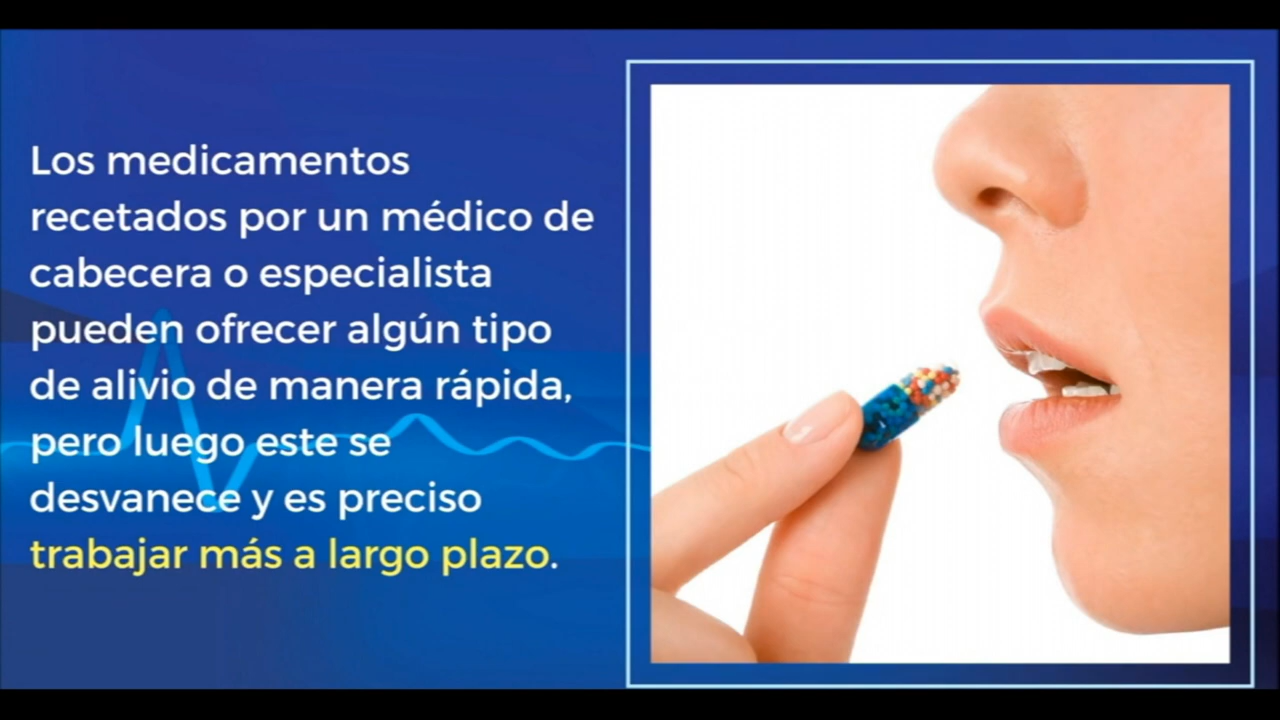 Los medicamentos
recetados por un médico de
cabecera o especialista
pueden ofrecer algún tipo
de alivio de manera rápida,
pero luego este se
desvanece y es preciso
trabajar más a largo plazo.